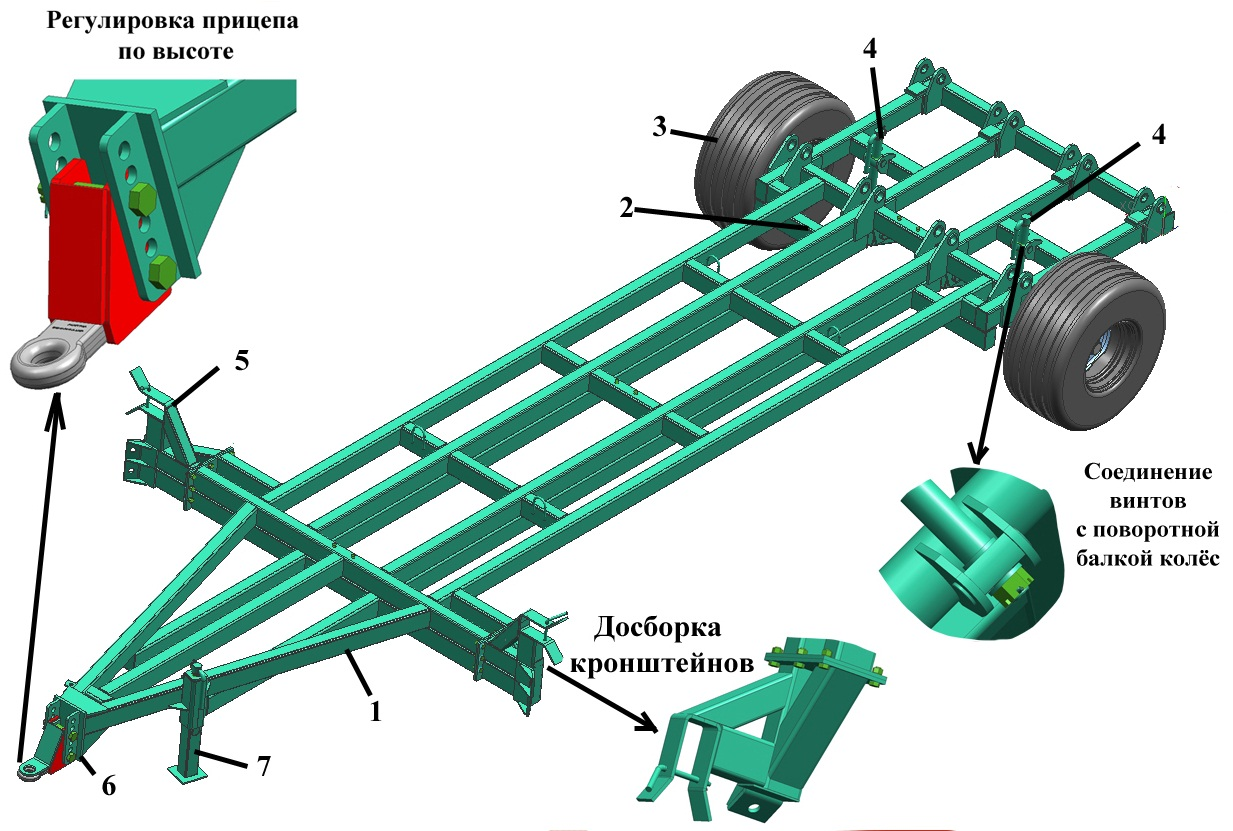 Регулировка прицепа
по высоте
4
3
4
2
5
Соединение
винтов
с поворотной
балкой колёс
Досборка
кронштейнов
1
7
6